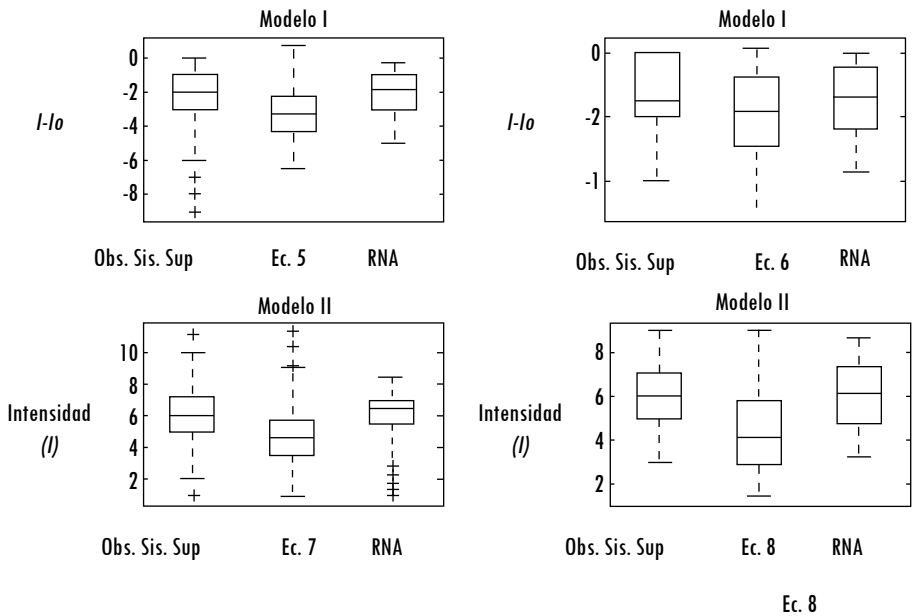 Modelo I
0
-2
-4
-6
-8
I-Io
Obs. Sis. Sup Ec. 5 RNA
Modelo I
0
-2
-1
I-Io
Obs. Sis. Sup Ec. 6 RNA
Modelo II
10
8
6
4
2
Intensidad
(I)
Obs. Sis. Sup Ec. 7 RNA
Modelo II
8
6
4
2
Intensidad
(I)
Obs. Sis. Sup Ec. 8 RNA
Ec. 8